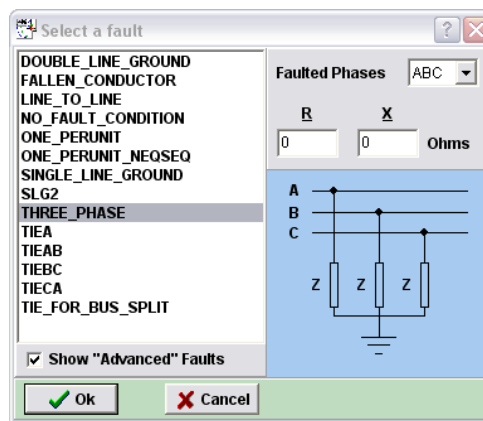 Select a fault
DOUBLE_LINE_GROUND
FALLEN_CONDUCTOR
LINE_TO_LINE
NO_FAULT_CONDITION
ONE_PERUNIT
ONE_PERUNIT_NEQSEQ
SINGLE_LINE_GROUND
SLG2
THREE_PHASE
TIEA
TIEAB
TIEBC
TIECA
TIE_FOR_BUS_SPLIT
Show "Advanced" Faults
Faulted Phases ABC
R X
0 0 Ohms
A
B
C
Z Z Z
Ok Cancel